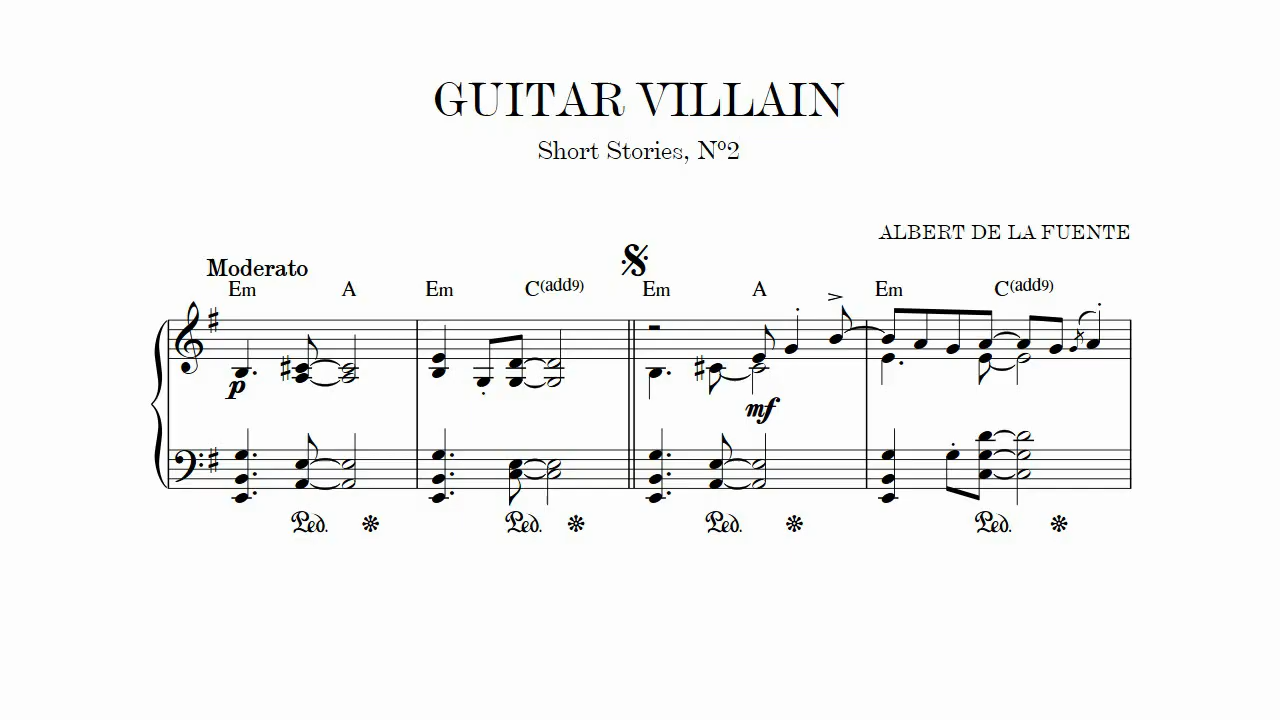 GUITAR VILLAIN
Short Stories, Nº2
ALBERT DE LA FUENTE
Moderato
Em A Em C(add9) Em A Em C(add9)
p
mf
Ped. Ped. Ped. Ped.